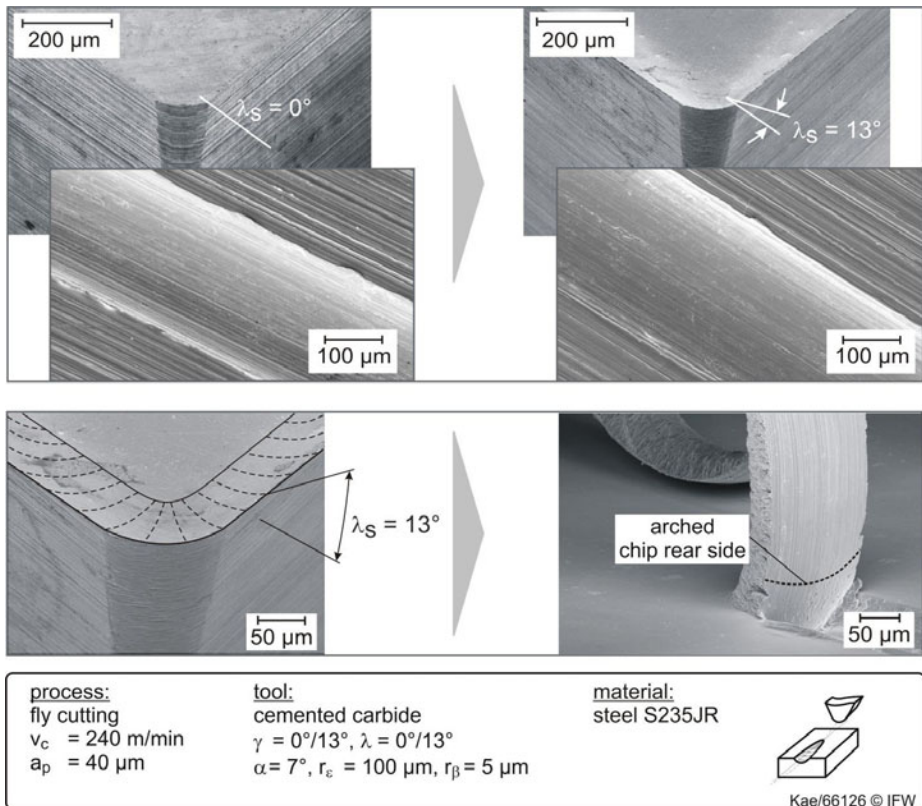 200 µm
λS = 0°
100 µm
200 µm
λS = 13°
100 µm
λS = 13°
50 µm
arched
chip rear side
50 µm
process:
fly cutting
vc = 240 m/min
ap = 40 µm
tool:
cemented carbide
γ = 0°/13°, λ = 0°/13°
α= 7°, rε = 100 µm, rβ = 5 µm
material:
steel S235JR
Kae/66126 © IFW